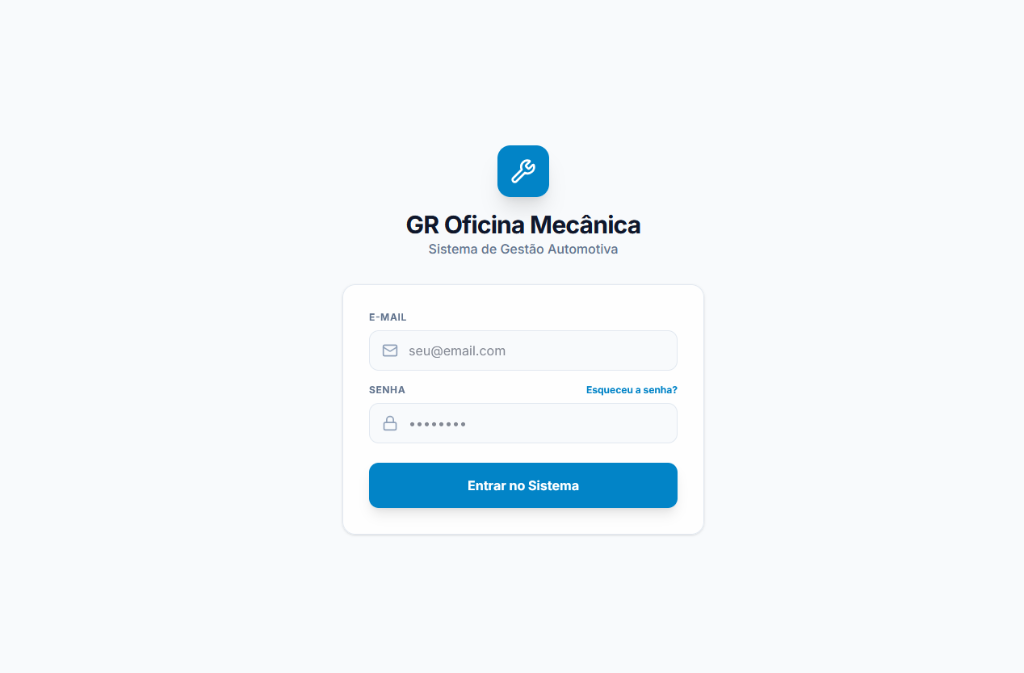 GR Oficina Mecânica
Sistema de Gestão Automotiva
E-MAIL
seu@email.com
SENHA Esqueceu a senha?
••••••••
Entrar no Sistema